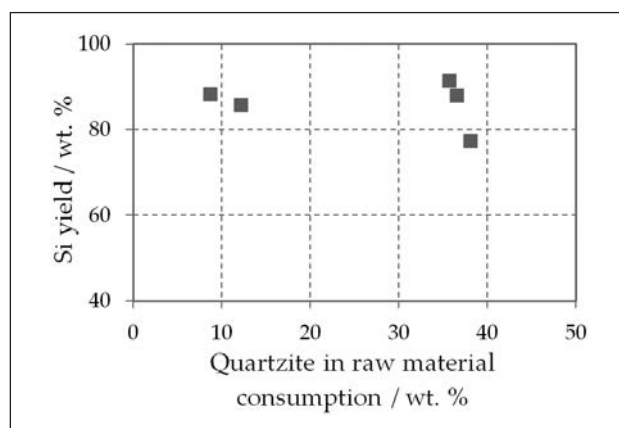 100
80
60
40
Si yield / wt. %
0 10 20 30 40 50
Quartzite in raw material
consumption / wt. %